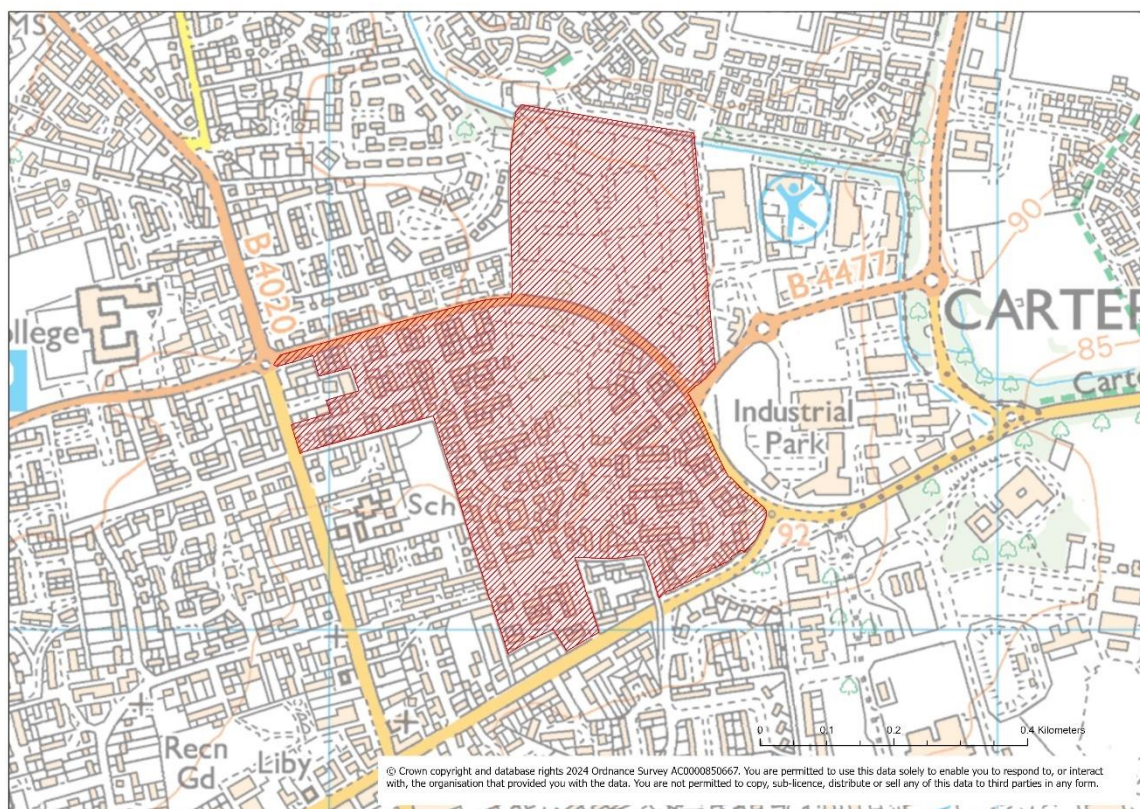 MS
B 4020
ollege
B 4477
90
CARTE
85
Carte
Industrial
Park
Sch
92
Recn
Gd
Liby
0 0.1 0.2 0.4 Kilometers
© Crown copyright and database rights 2024 Ordnance Survey AC0000850667. You are permitted to use this data solely to enable you to respond to, or interact
with, the organisation that provided you with the data. You are not permitted to copy, sub-licence, distribute or sell any of this data to third parties in any form.